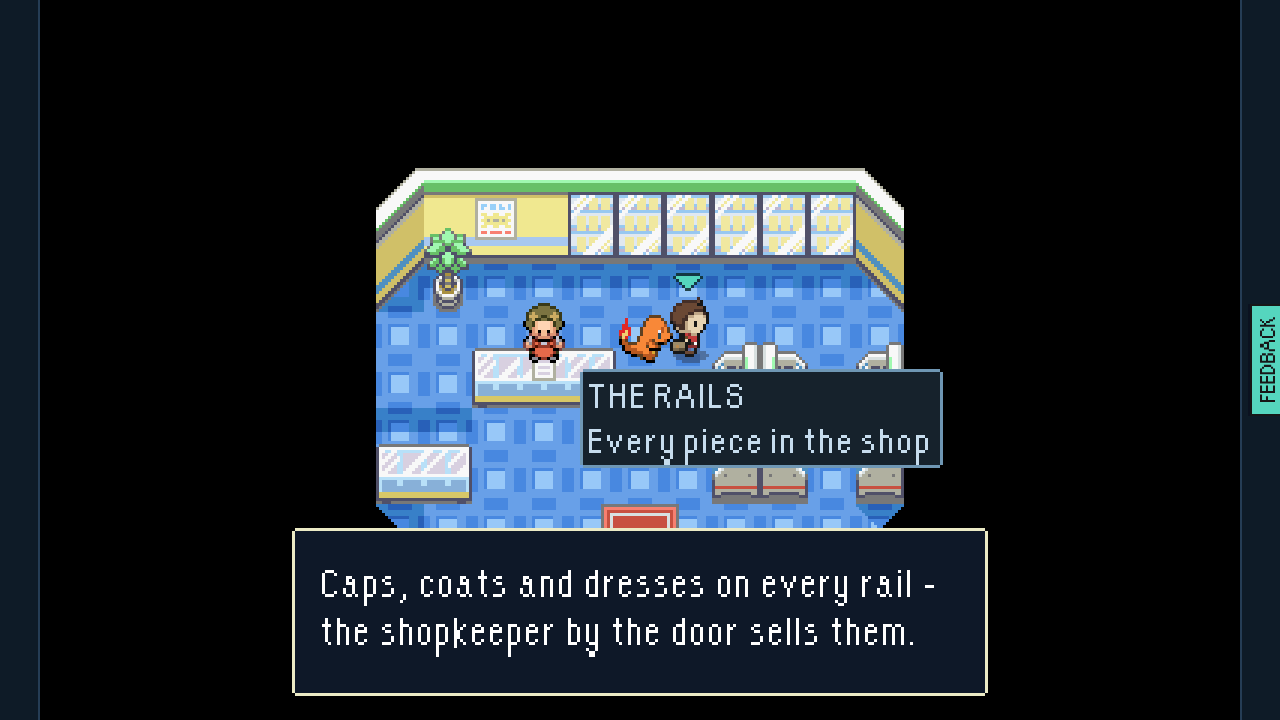 THE RAILS
Every piece in the shop
Caps, coats and dresses on every rail -
the shopkeeper by the door sells them.
FEEDBACK